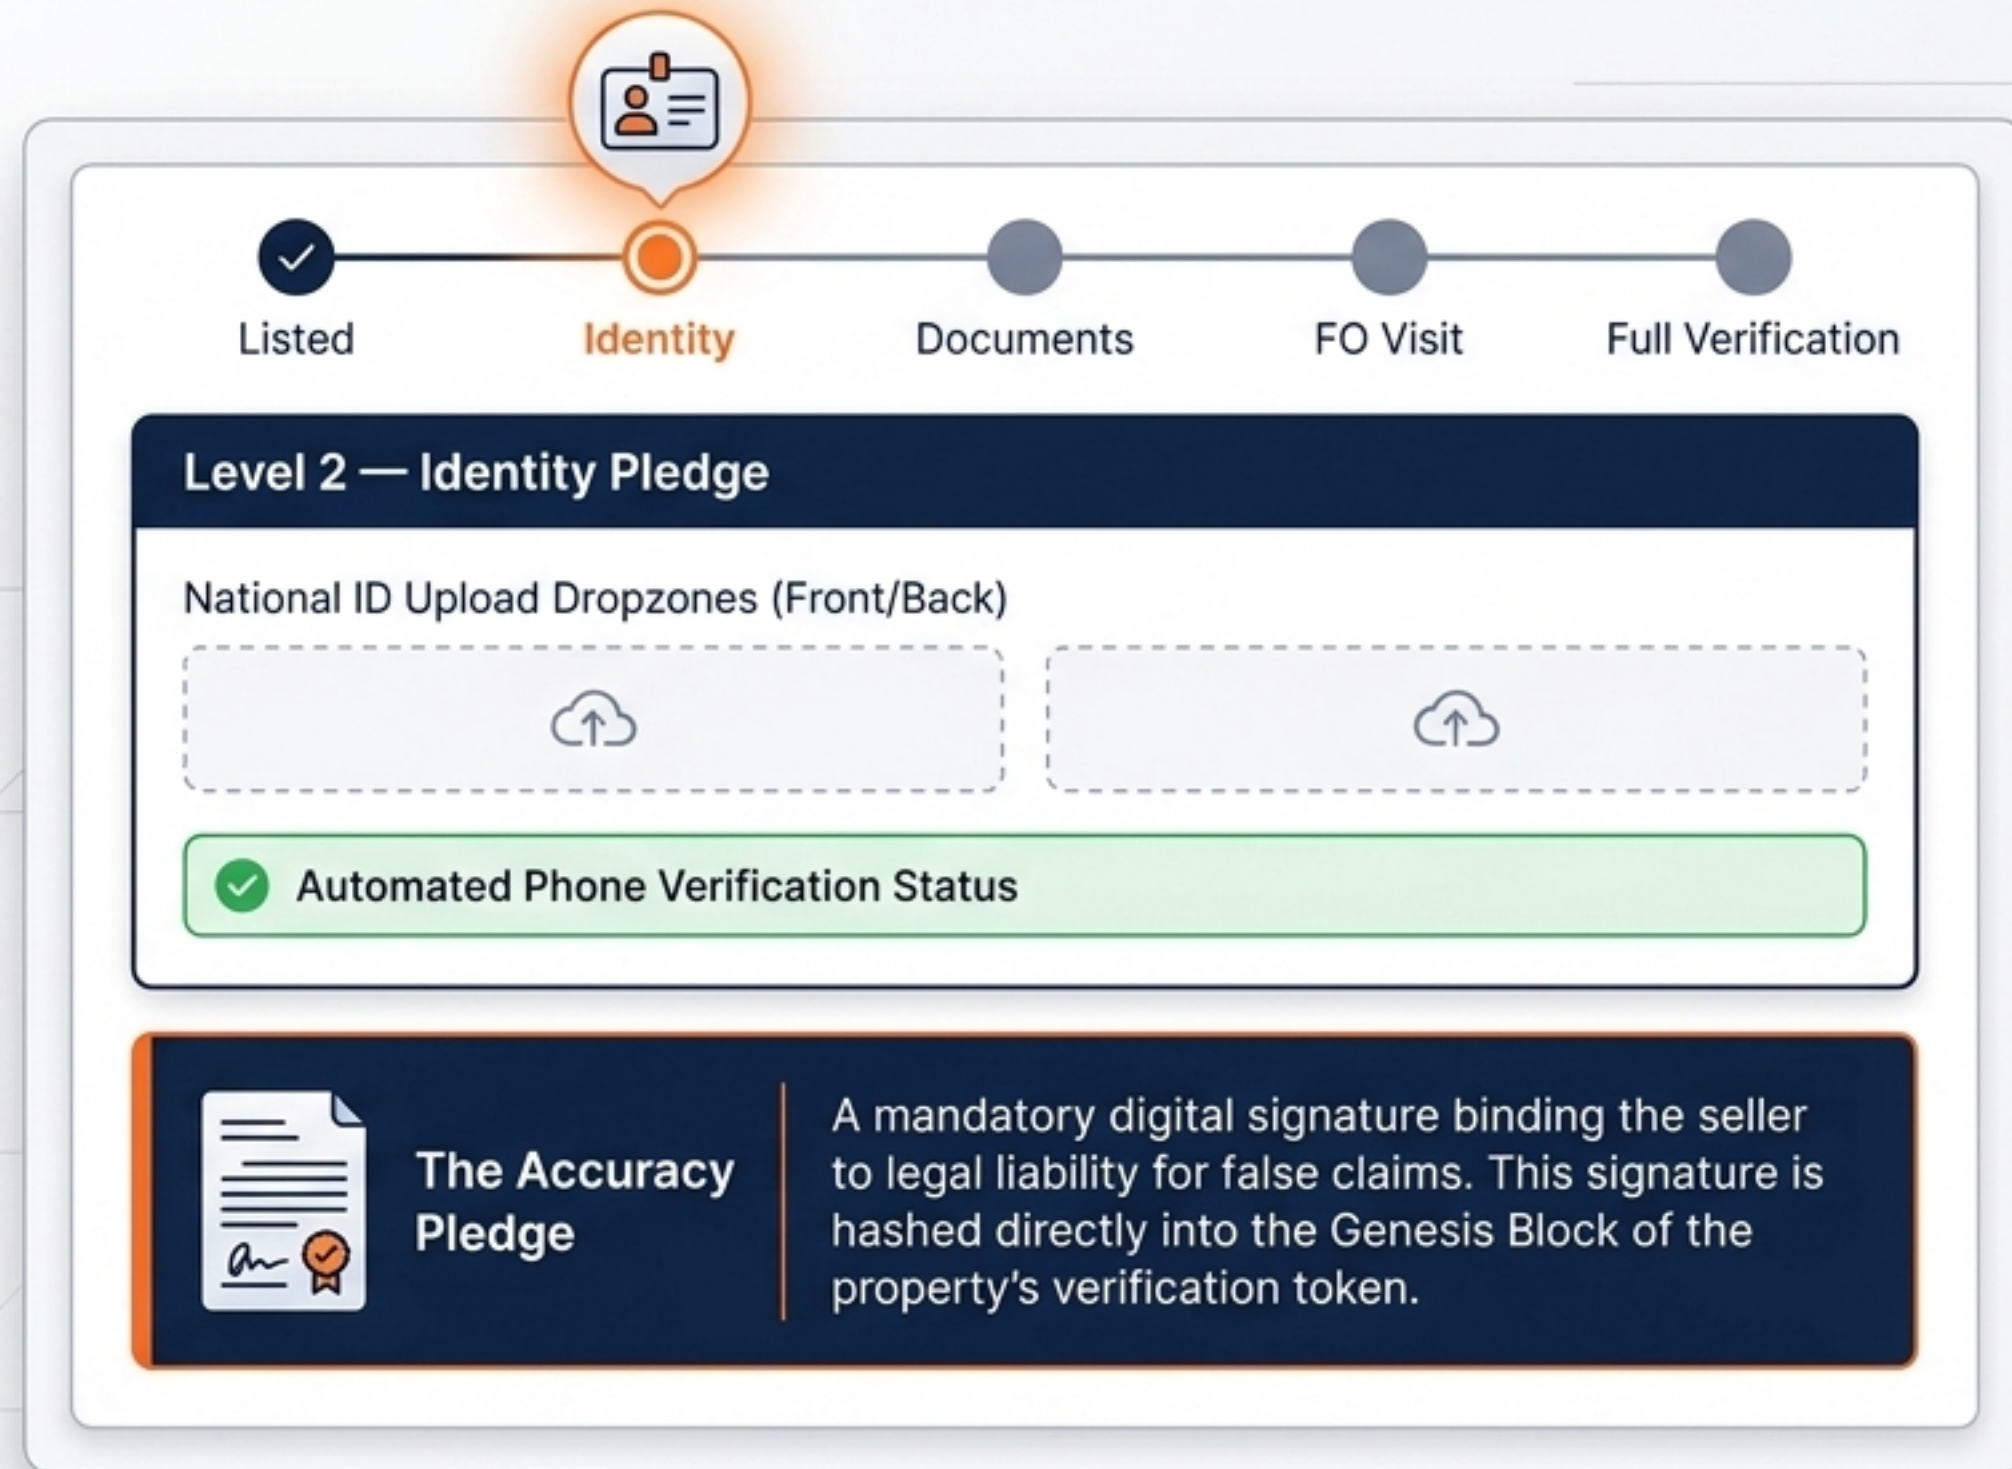 Listed
Identity
Documents
FO Visit
Full Verification
Level 2 — Identity Pledge
National ID Upload Dropzones (Front/Back)
Automated Phone Verification Status
The Accuracy
Pledge
A mandatory digital signature binding the seller
to legal liability for false claims. This signature is
hashed directly into the Genesis Block of the
property's verification token.